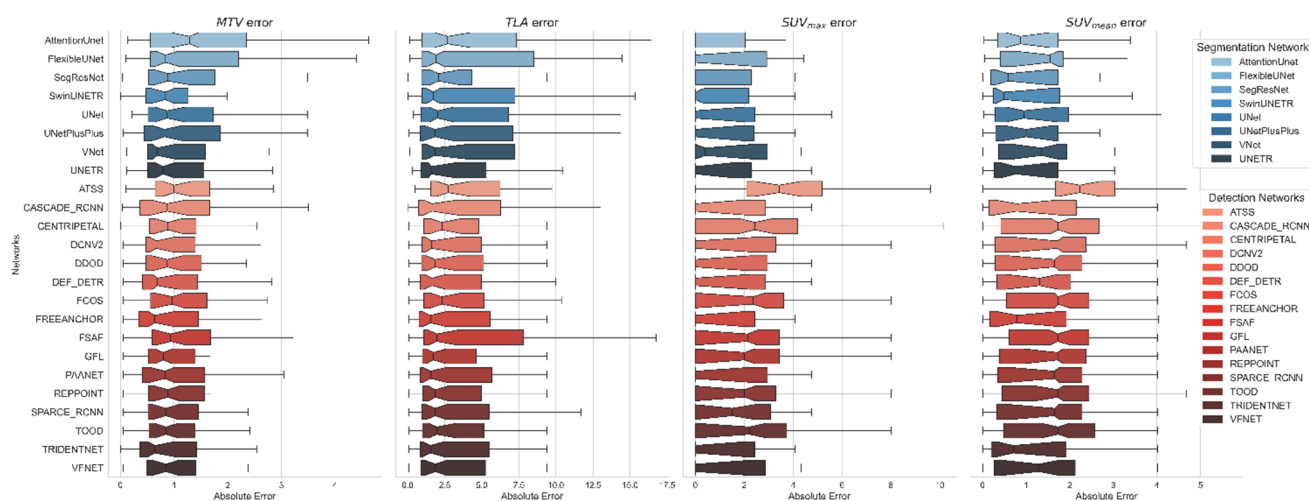 MTV error
TLA error
SUVmax error
SUVmean error
Networks
AttentionUnet
FlexibleUNet
SegResNet
SwinUNETR
UNet
UNetPlusPlus
VNet
UNETR
ATSS
CASCADE_RCNN
CENTRIPETAL
DCNV2
DDOD
DEF_DETR
FCOS
FREEANCHOR
FSAF
GFL
PAANET
REPPOINT
SPARCE_RCNN
TOOD
TRIDENTNET
VFNET
0 1 2 3
Absolute Error
0.0 2.5 5.0 7.5 10.0 12.5 15.0 17.5
Absolute Error
0 2 4 6 8 10
Absolute Error
0 1 2 3 4 5
Absolute Error
Segmentation Network
AttentionUnet
FlexibleUNet
SegResNet
SwinUNETR
UNet
UNetPlusPlus
VNet
UNETR
Detection Networks
ATSS
CASCADE_RCNN
CENTRIPETAL
DCNV2
DDOD
DEF_DETR
FCOS
FREEANCHOR
FSAF
GFL
PAANET
REPPOINT
SPARCE_RCNN
TOOD
TRIDENTNET
VFNET